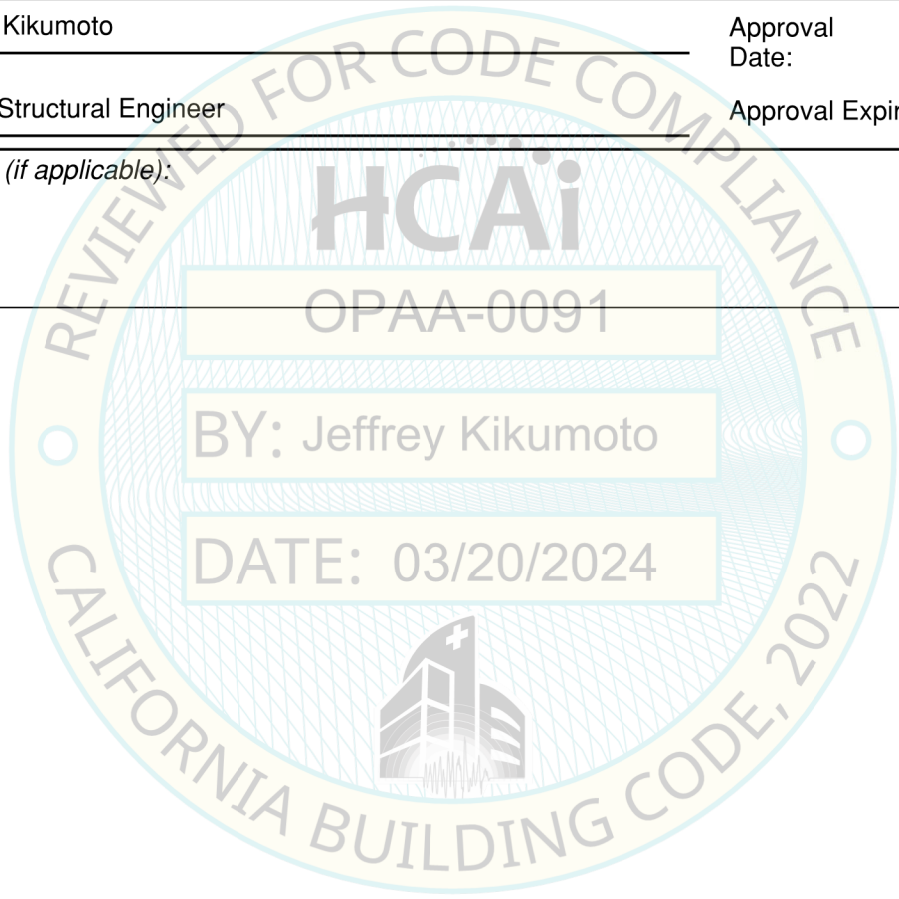 Kikumoto
Approval
Date:
Structural Engineer
Approval Expir
(if applicable):
REVIEWED FOR CODE COMPLIANCE
HCAi
OPAA-0091
BY: Jeffrey Kikumoto
DATE: 03/20/2024
CALIFORNIA BUILDING CODE, 2022